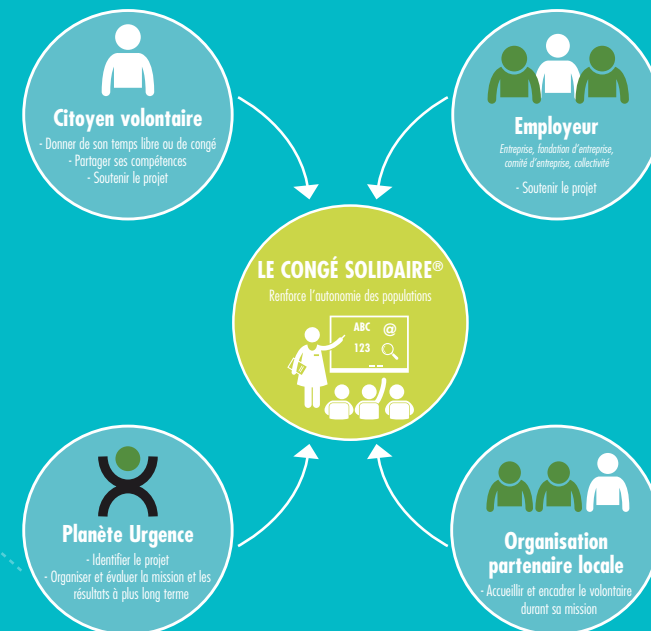 Citoyen volontaire
- Donner de son temps libre ou de congé
- Partager ses compétences
- Soutenir le projet
Employeur
Entreprise, fondation d'entreprise,
comité d'entreprise, collectivité
- Soutenir le projet
LE CONGÉ SOLIDAIRE®
Renforce l'autonomie des populations
ABC @
123
Planète Urgence
- Identifier le projet
- Organiser et évaluer la mission et les
résultats à plus long terme
Organisation
partenaire locale
- Accueillir et encadrer le volontaire
durant sa mission